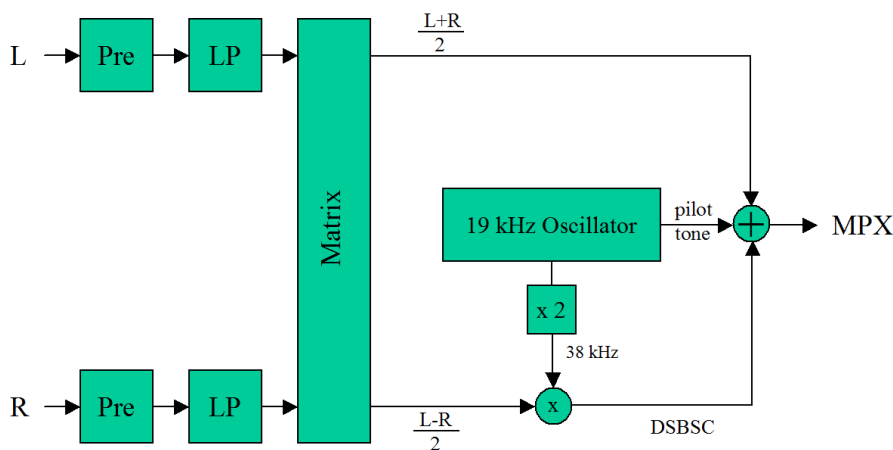 L
Pre
LP
Matrix
L+R
2
19 kHz Oscillator
pilot
tone
+
MPX
x 2
38 kHz
R
Pre
LP
L-R
2
x
DSBSC